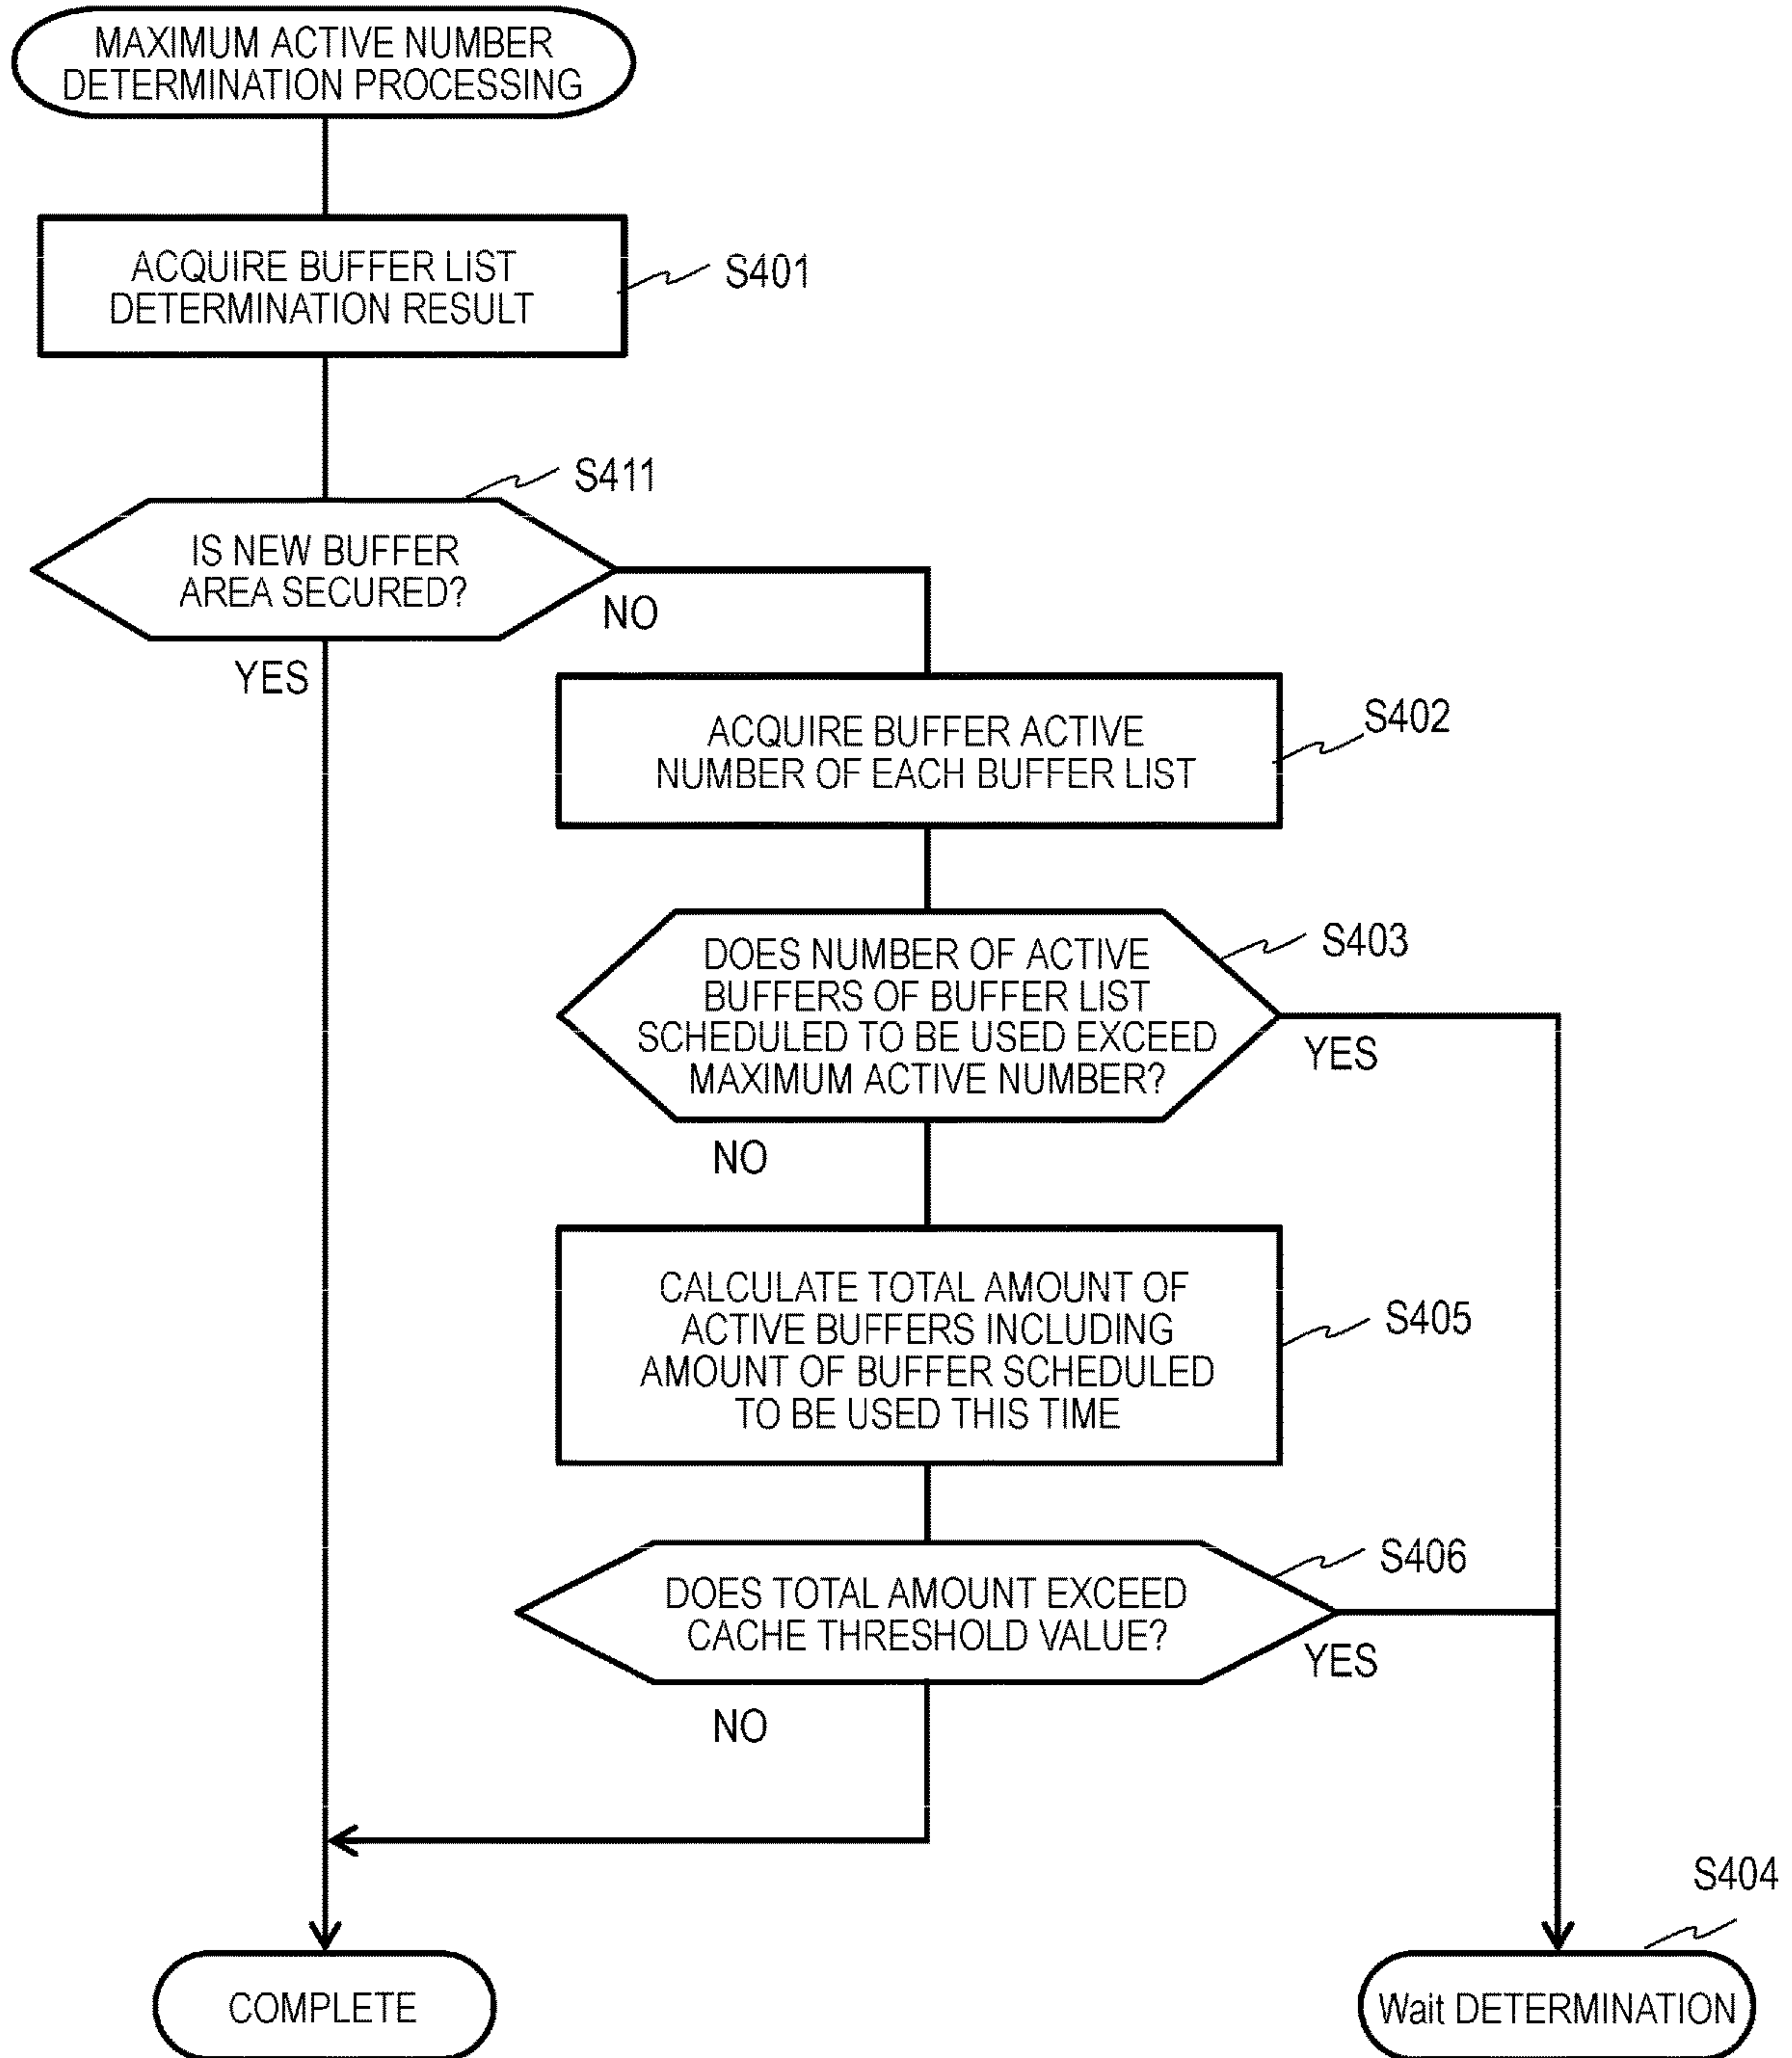 MAXIMUM ACTIVE NUMBER
DETERMINATION PROCESSING
ACQUIRE BUFFER LIST
DETERMINATION RESULT
S401
S411
IS NEW BUFFER
AREA SECURED?
NO
YES
ACQUIRE BUFFER ACTIVE
NUMBER OF EACH BUFFER LIST
S402
DOES NUMBER OF ACTIVE
BUFFERS OF BUFFER LIST
SCHEDULED TO BE USED EXCEED
MAXIMUM ACTIVE NUMBER?
S403
YES
NO
CALCULATE TOTAL AMOUNT OF
ACTIVE BUFFERS INCLUDING
AMOUNT OF BUFFER SCHEDULED
TO BE USED THIS TIME
S405
DOES TOTAL AMOUNT EXCEED
CACHE THRESHOLD VALUE?
S406
YES
NO
S404
COMPLETE
Wait DETERMINATION